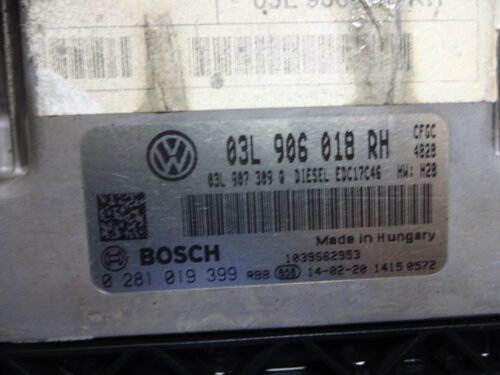 03L 906 018 RH
CFGC
4828
03L 907 309 Q DIESEL EDC17C46 HW: H28
Made in Hungary
BOSCH
1039S62953
0 281 019 399 RBB 14-02-20 1415 0572